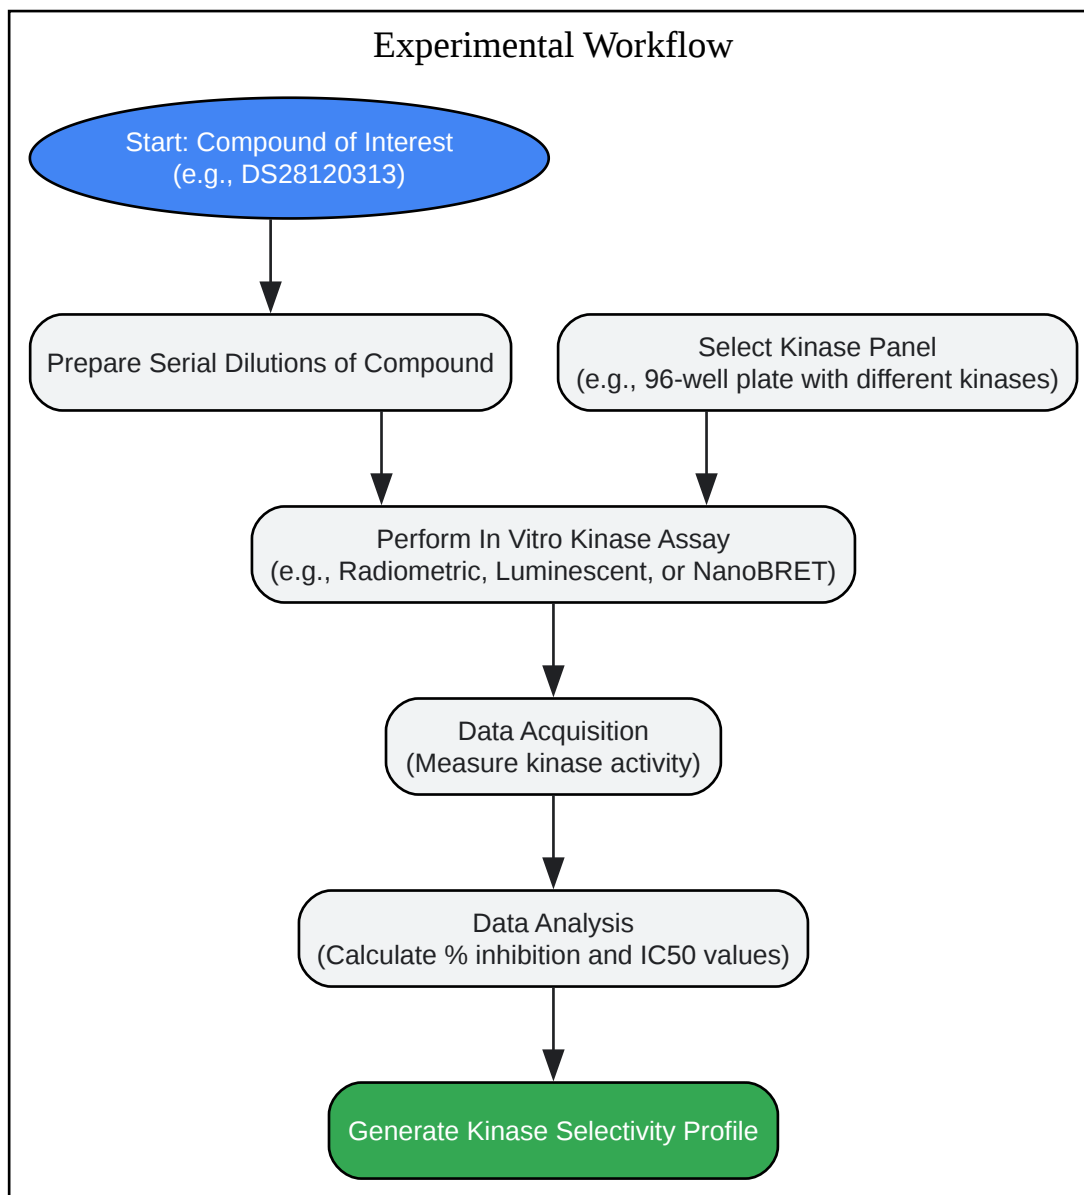 Experimental Workflow
Start: Compound of Interest
(e.g., DS28120313)
Prepare Serial Dilutions of Compound
Select Kinase Panel
(e.g., 96-well plate with different kinases)
Perform In Vitro Kinase Assay
(e.g., Radiometric, Luminescent, or NanoBRET)
Data Acquisition
(Measure kinase activity)
Data Analysis
(Calculate % inhibition and IC50 values)
Generate Kinase Selectivity Profile